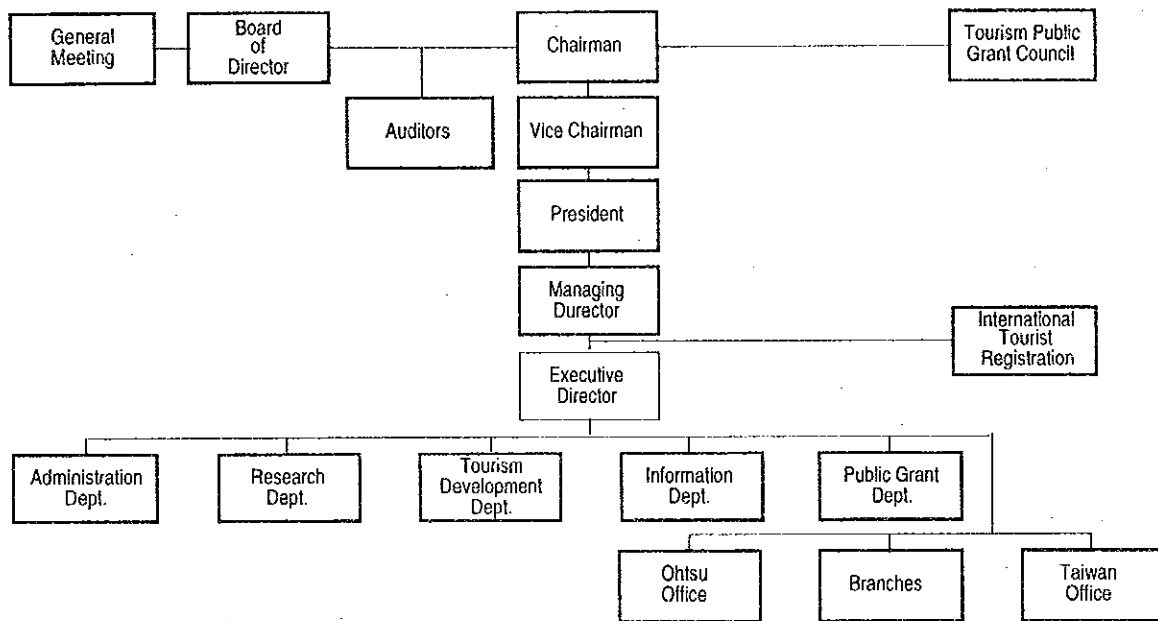 General
Meeting
Board
of
Director
Chairman
Tourism Public
Grant Council
Auditors
Vice Chairman
President
Managing
Durector
International
Tourist
Registration
Executive
Director
Administration
Dept.
Research
Dept.
Tourism
Development
Dept.
Information
Dept.
Public Grant
Dept.
Ohtsu
Office
Branches
Taiwan
Office